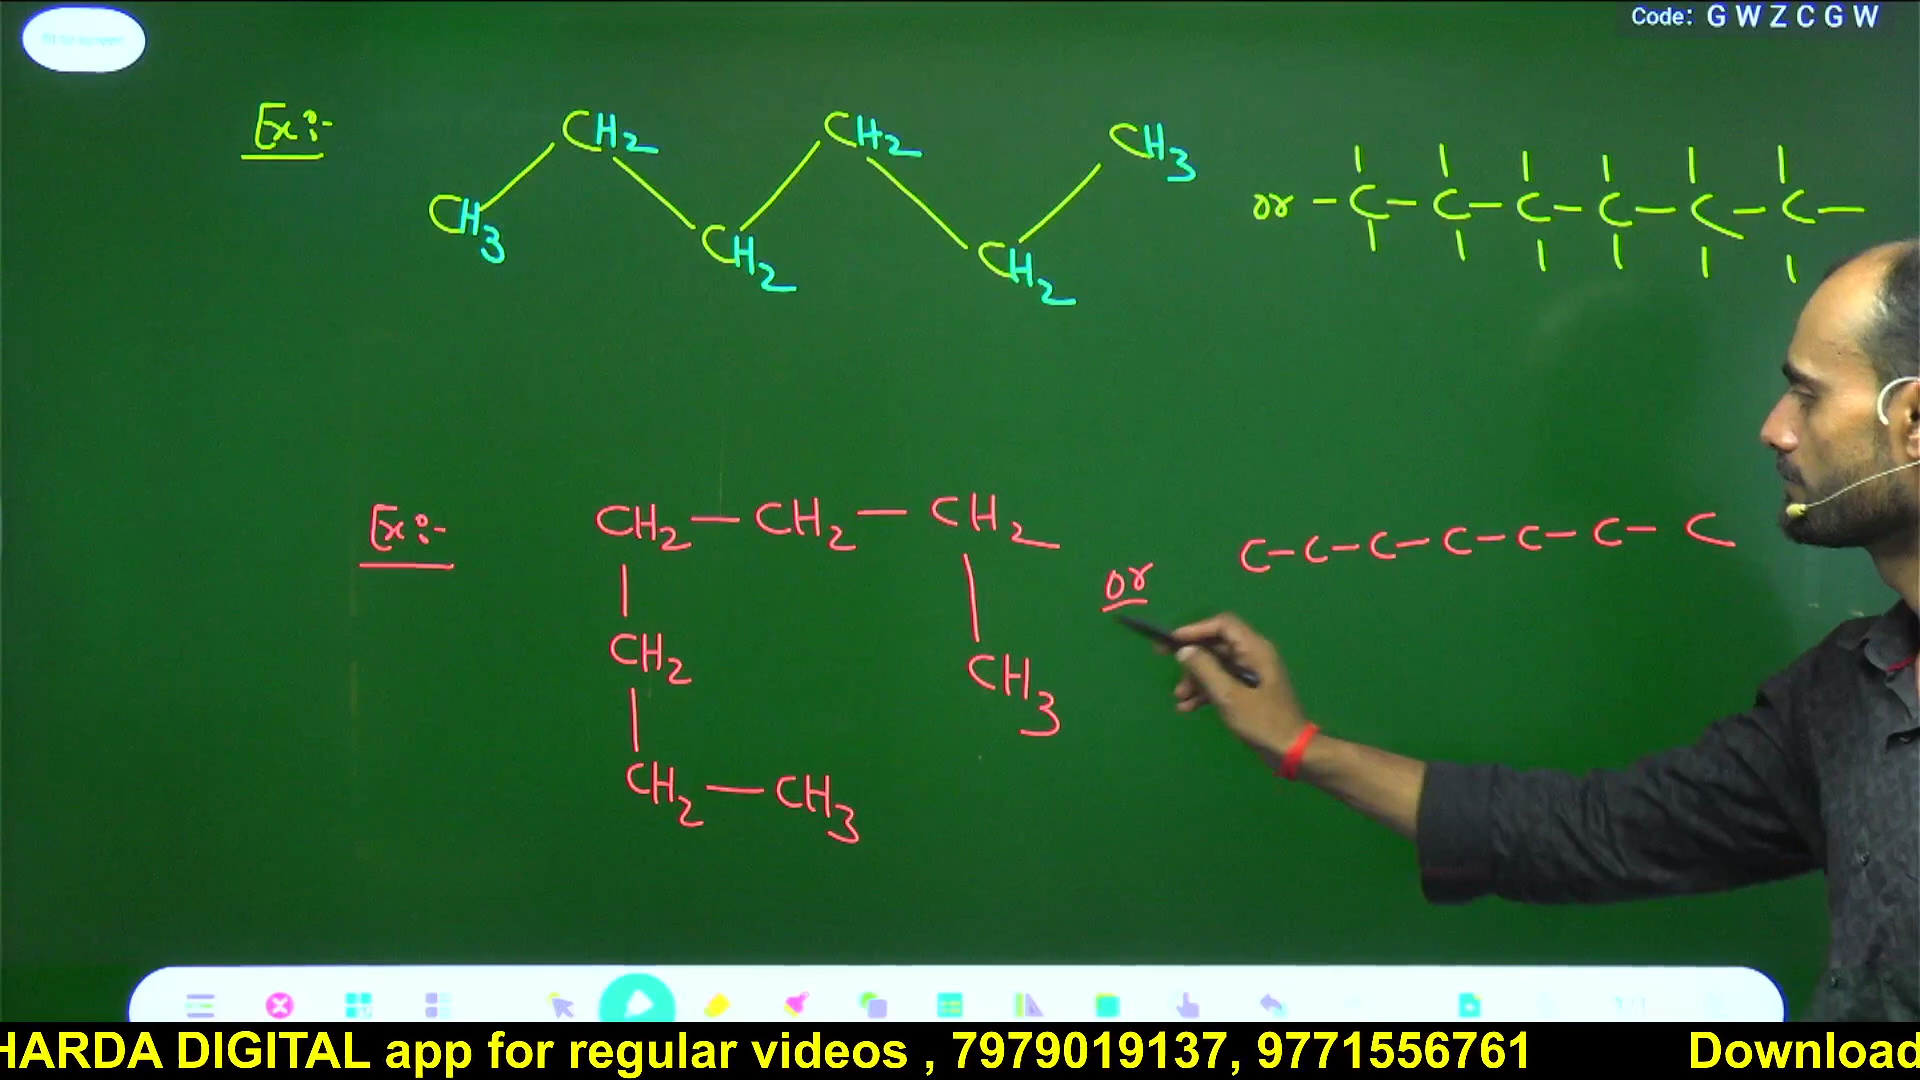 Code: G W Z C G W
Ex:-
CH3 CH2 CH2 CH2 CH2 CH3
or - C - C - C - C - C - C -
Ex:- CH2 - CH2 - CH2
or C - C - C - C - C - C - C
CH2 CH3
CH2 - CH3
HARDA DIGITAL app for regular videos , 7979019137, 9771556761 Download